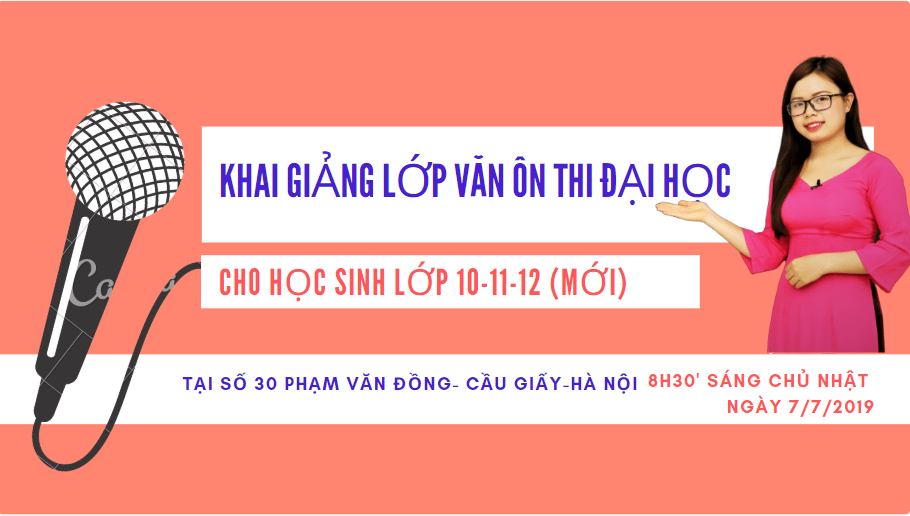 KHAI GIẢNG LỚP VĂN ÔN THI ĐẠI HỌC
CHO HỌC SINH LỚP 10-11-12 (MỚI)
TẠI SỐ 30 PHẠM VĂN ĐỒNG- CẦU GIẤY-HÀ NỘI
8H30' SÁNG CHỦ NHẬT
NGÀY 7/7/2019